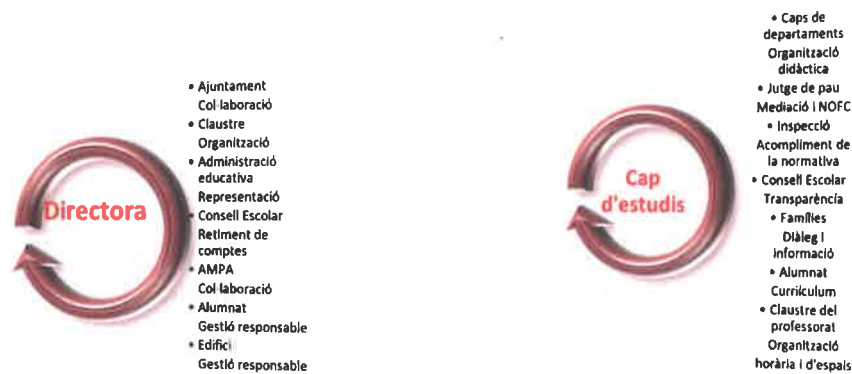 Directora
• Ajuntament
Col·laboració
• Claustre
Organització
• Administració
educativa
Representació
• Consell Escolar
Retiment de
comptes
• AMPA
Col·laboració
• Alumnat
Gestió responsable
• Edifici
Gestió responsable
Cap
d'estudis
• Caps de
departaments
Organització
didàctica
• Jutge de pau
Mediació i NOFC
• Inspecció
Acompliment de
la normativa
• Consell Escolar
Transparència
• Famílies
Diàleg i
informació
• Alumnat
Currículum
• Claustre del
professorat
Organització
horària i d'espais